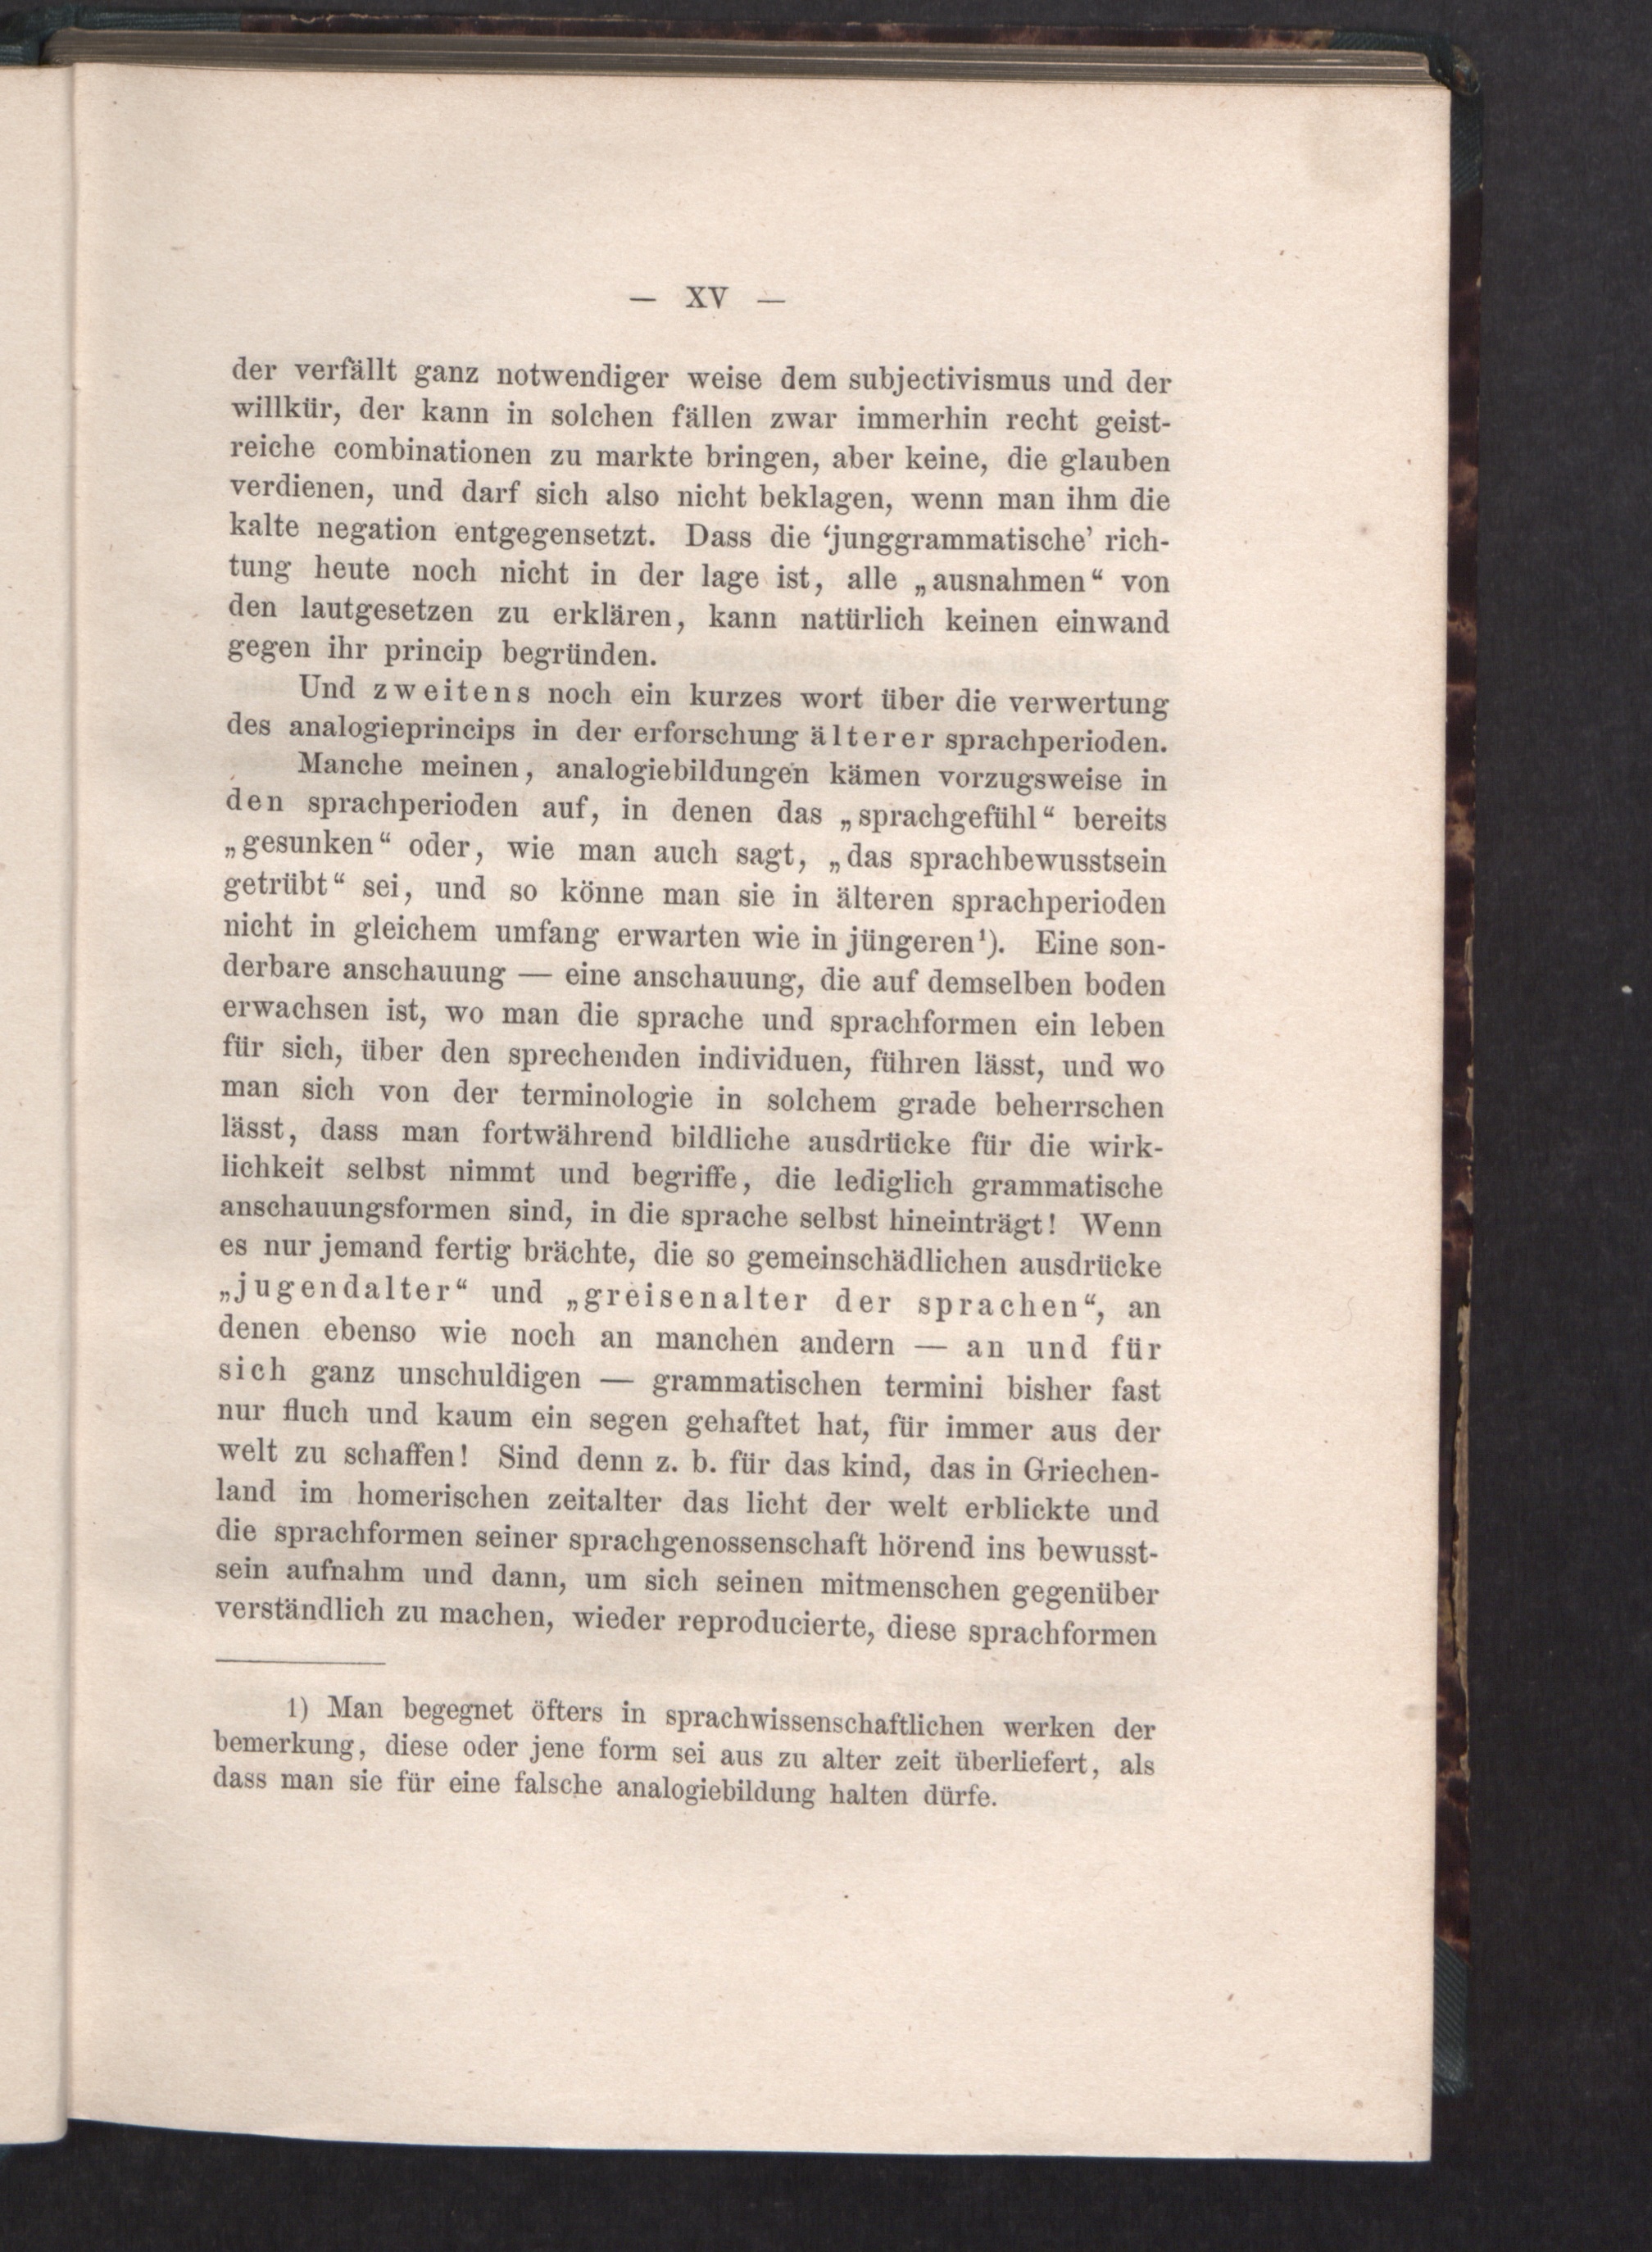 — XV —
der verfällt ganz notwendiger weise dem subjectivismus und der
willkür, der kann in solchen fällen zwar immerhin recht geist-
reiche combinationen zu markte bringen, aber keine, die glauben
verdienen, und darf sich also nicht beklagen, wenn man ihm die
kalte negation entgegensetzt. Dass die ‘junggrammatische’ rich-
tung heute noch nicht in der lage ist, alle „ausnahmen“ von
den lautgesetzen zu erklären, kann natürlich keinen einwand
gegen ihr princip begründen.
Und zweitens noch ein kurzes wort über die verwertung
des analogieprincips in der erforschung älterer sprachperioden.
Manche meinen, analogiebildungen kämen vorzugsweise in
den sprachperioden auf, in denen das „sprachgefühl“ bereits
„gesunken“ oder, wie man auch sagt, „das sprachbewusstsein
getrübt“ sei, und so könne man sie in älteren sprachperioden
nicht in gleichem umfang erwarten wie in jüngeren¹). Eine son-
derbare anschauung — eine anschauung, die auf demselben boden
erwachsen ist, wo man die sprache und sprachformen ein leben
für sich, über den sprechenden individuen, führen lässt, und wo
man sich von der terminologie in solchem grade beherrschen
lässt, dass man fortwährend bildliche ausdrücke für die wirk-
lichkeit selbst nimmt und begriffe, die lediglich grammatische
anschauungsformen sind, in die sprache selbst hineinträgt! Wenn
es nur jemand fertig brächte, die so gemeinschädlichen ausdrücke
„jugendalter“ und „greisenalter der sprachen“, an
denen ebenso wie noch an manchen andern — an und für
sich ganz unschuldigen — grammatischen termini bisher fast
nur fluch und kaum ein segen gehaftet hat, für immer aus der
welt zu schaffen! Sind denn z. b. für das kind, das in Griechen-
land im homerischen zeitalter das licht der welt erblickte und
die sprachformen seiner sprachgenossenschaft hörend ins bewusst-
sein aufnahm und dann, um sich seinen mitmenschen gegenüber
verständlich zu machen, wieder reproducierte, diese sprachformen
1) Man begegnet öfters in sprachwissenschaftlichen werken der
bemerkung, diese oder jene form sei aus zu alter zeit überliefert, als
dass man sie für eine falsche analogiebildung halten dürfe.